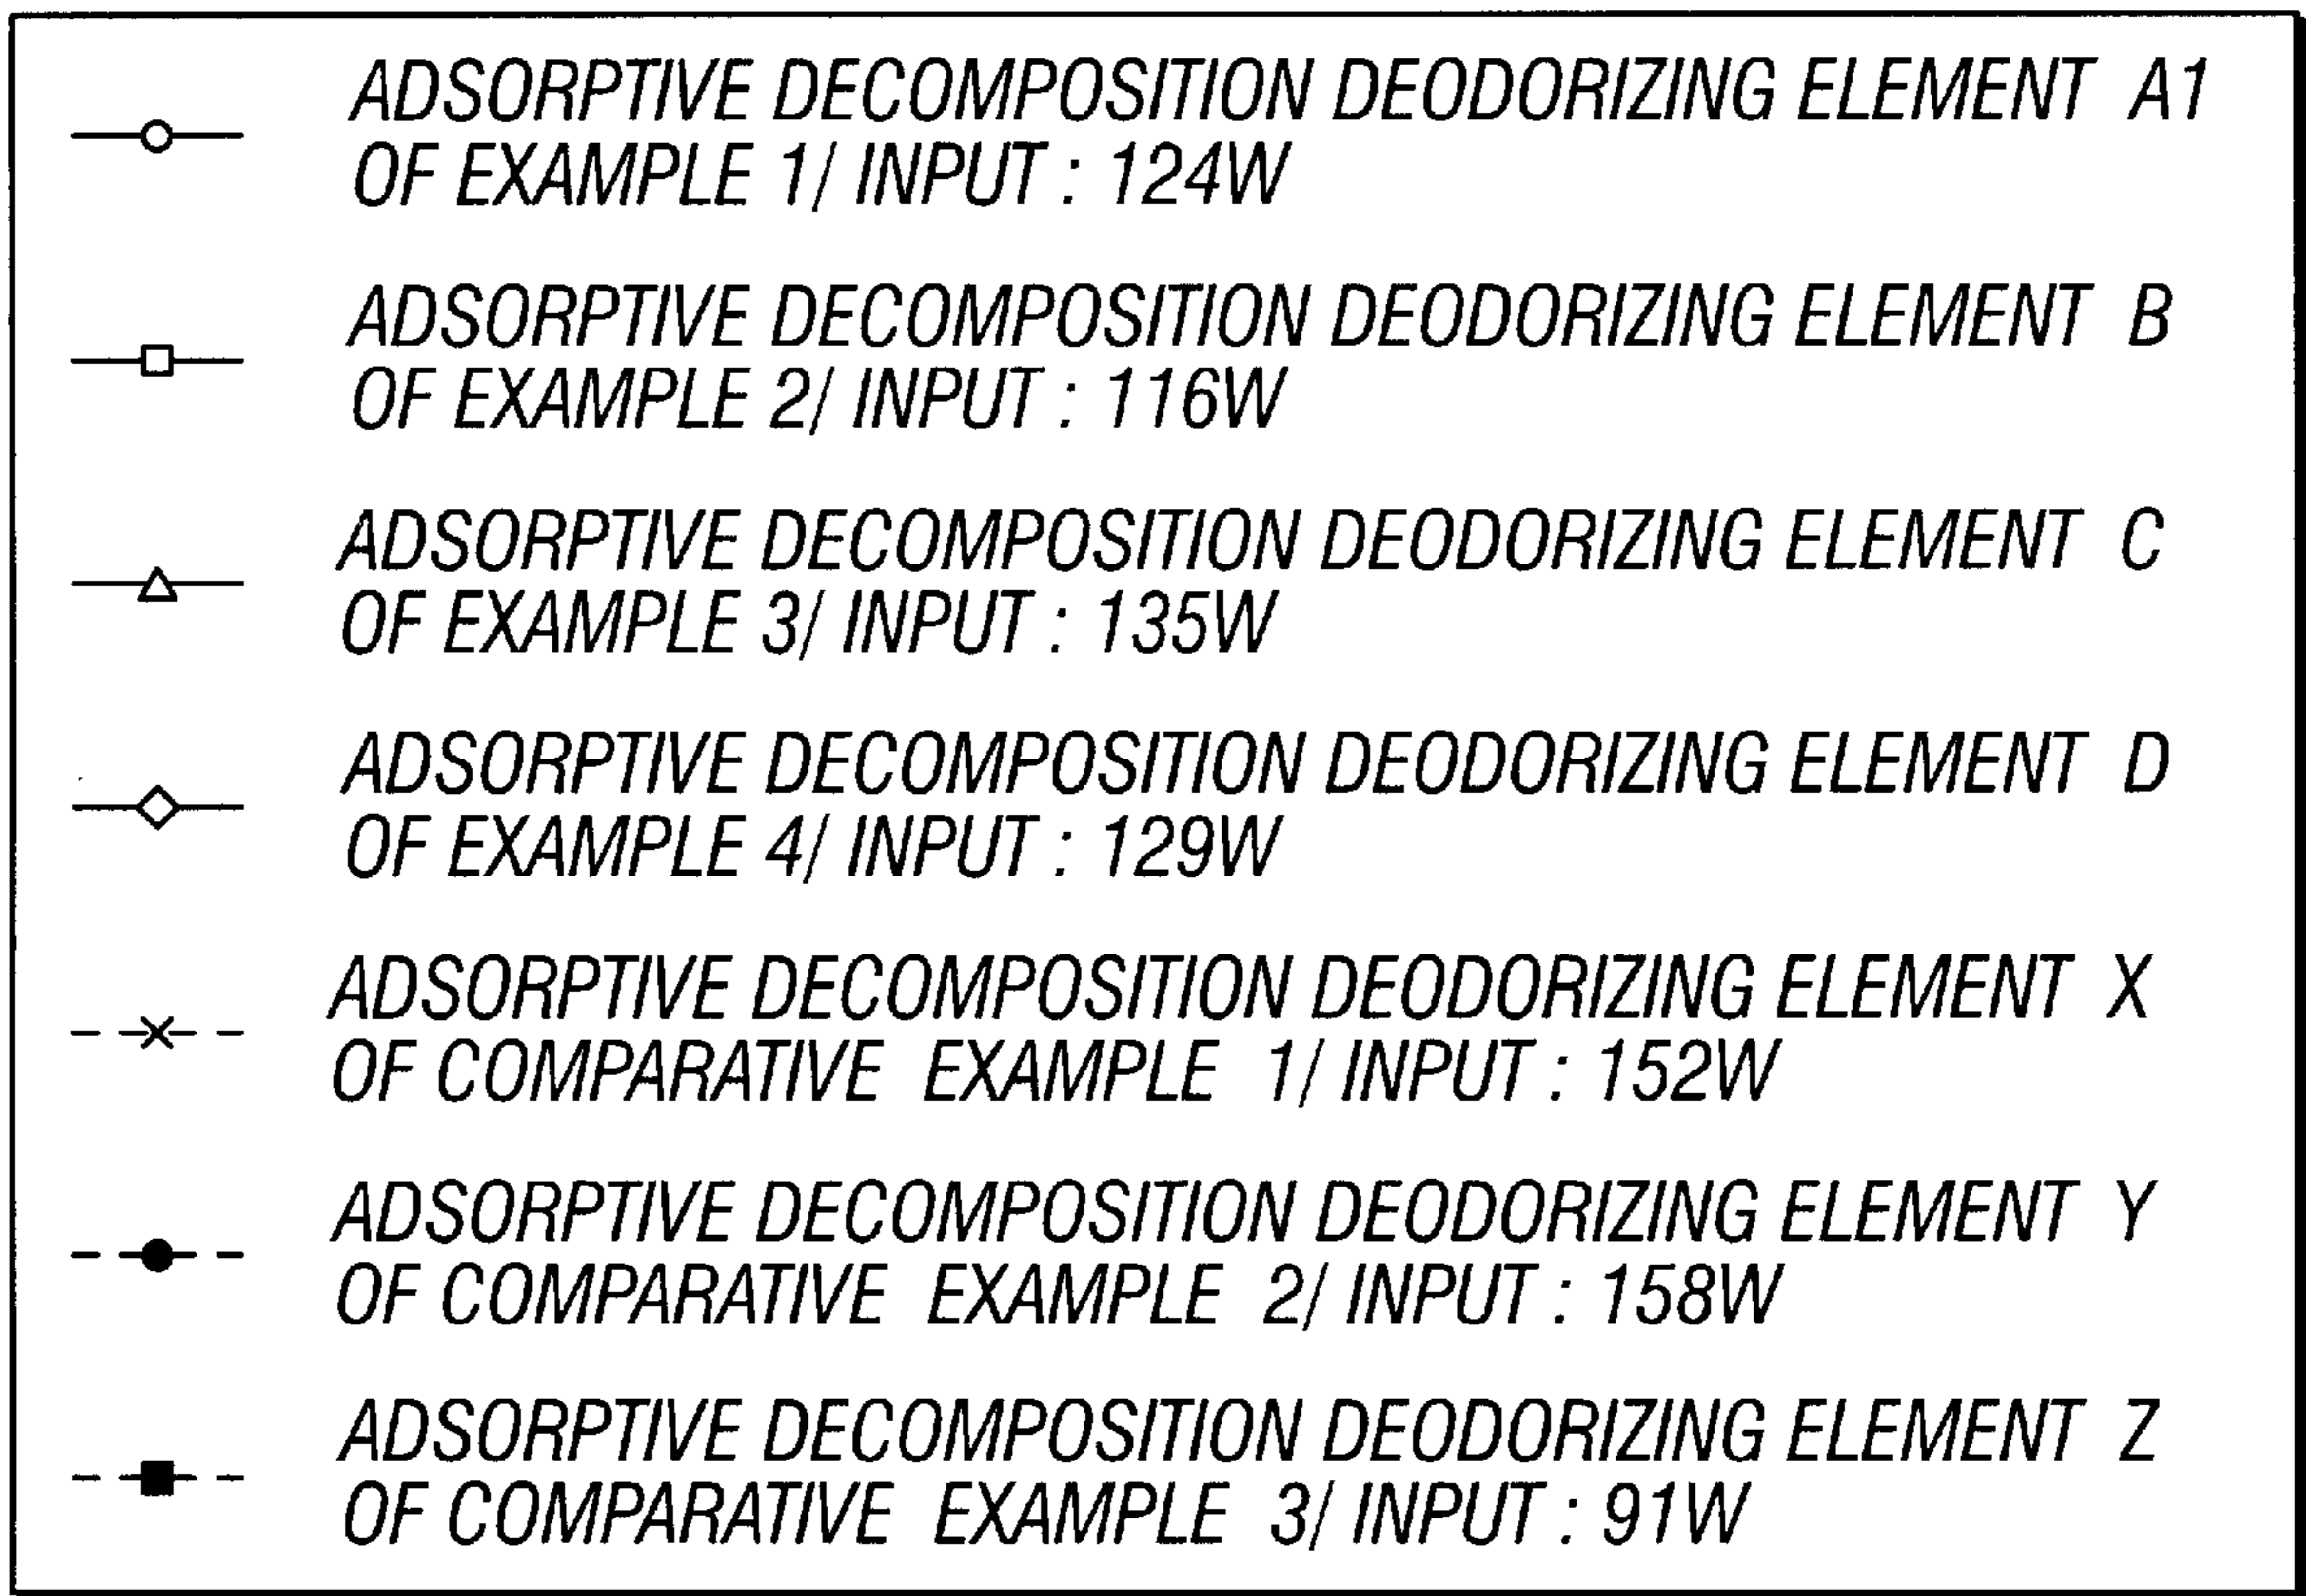 ADSORPTIVE DECOMPOSITION DEODORIZING ELEMENT A1
OF EXAMPLE 1/ INPUT : 124W
ADSORPTIVE DECOMPOSITION DEODORIZING ELEMENT B
OF EXAMPLE 2/ INPUT : 116W
ADSORPTIVE DECOMPOSITION DEODORIZING ELEMENT C
OF EXAMPLE 3/ INPUT : 135W
ADSORPTIVE DECOMPOSITION DEODORIZING ELEMENT D
OF EXAMPLE 4/ INPUT : 129W
ADSORPTIVE DECOMPOSITION DEODORIZING ELEMENT X
OF COMPARATIVE EXAMPLE 1/ INPUT : 152W
ADSORPTIVE DECOMPOSITION DEODORIZING ELEMENT Y
OF COMPARATIVE EXAMPLE 2/ INPUT : 158W
ADSORPTIVE DECOMPOSITION DEODORIZING ELEMENT Z
OF COMPARATIVE EXAMPLE 3/ INPUT : 91W